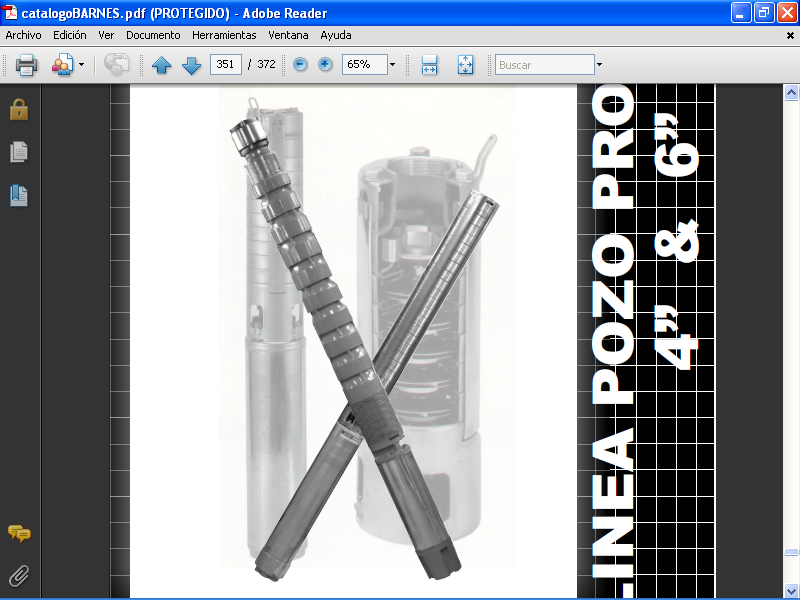 catalogoBARNES.pdf (PROTEGIDO) - Adobe Reader
Archivo Edición Ver Documento Herramientas Ventana Ayuda
351 / 372 65% Buscar
LINEA POZO PRO
4” & 6”